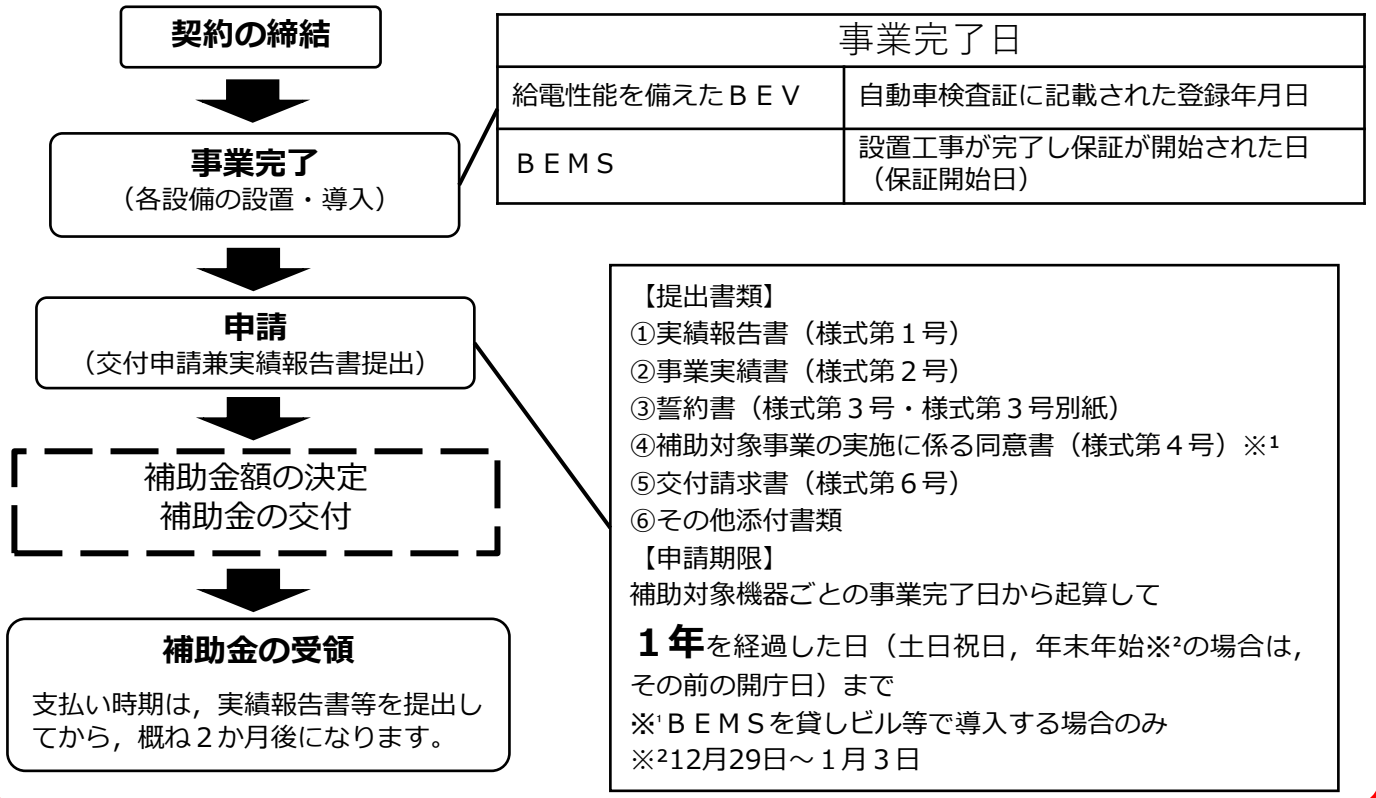 契約の締結
事業完了
（各設備の設置・導入）
事業完了日
給電性能を備えたＢＥＶ
自動車検査証に記載された登録年月日
ＢＥＭＳ
設置工事が完了し保証が開始された日
（保証開始日）
申請
（交付申請兼実績報告書提出）
【提出書類】
①実績報告書（様式第１号）
②事業実績書（様式第２号）
③誓約書（様式第３号・様式第３号別紙）
④補助対象事業の実施に係る同意書（様式第４号）※¹
⑤交付請求書（様式第６号）
⑥その他添付書類
【申請期限】
補助対象機器ごとの事業完了日から起算して
１年を経過した日（土日祝日，年末年始※²の場合は，
その前の開庁日）まで
※¹ＢＥＭＳを貸しビル等で導入する場合のみ
※²12月29日～１月３日
補助金額の決定
補助金の交付
補助金の受領
支払い時期は，実績報告書等を提出し
てから，概ね２か月後になります。